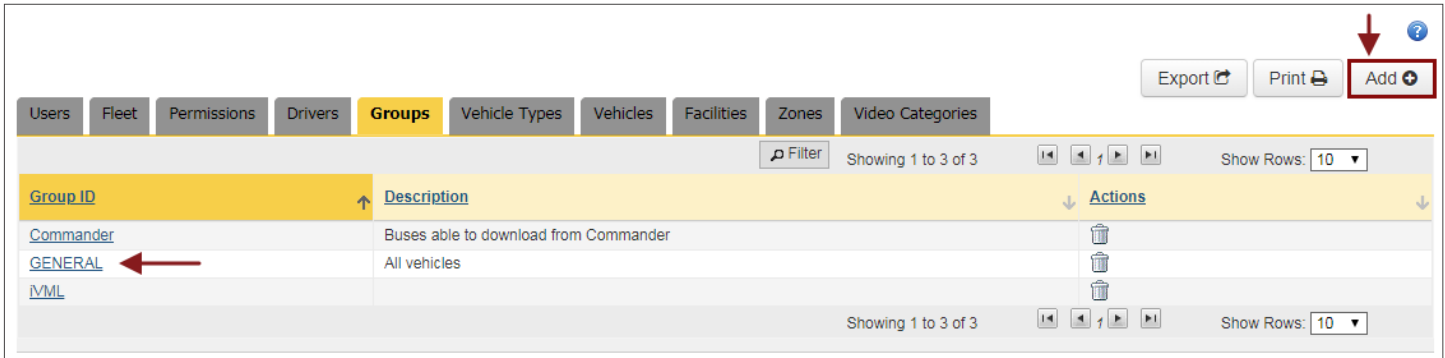 Export Print Add
Users Fleet Permissions Drivers Groups Vehicle Types Vehicles Facilities Zones Video Categories
Filter Showing 1 to 3 of 3 1 Show Rows: 10
Group ID Description Actions
Commander Buses able to download from Commander
GENERAL All vehicles
iVML
Showing 1 to 3 of 3 1 Show Rows: 10